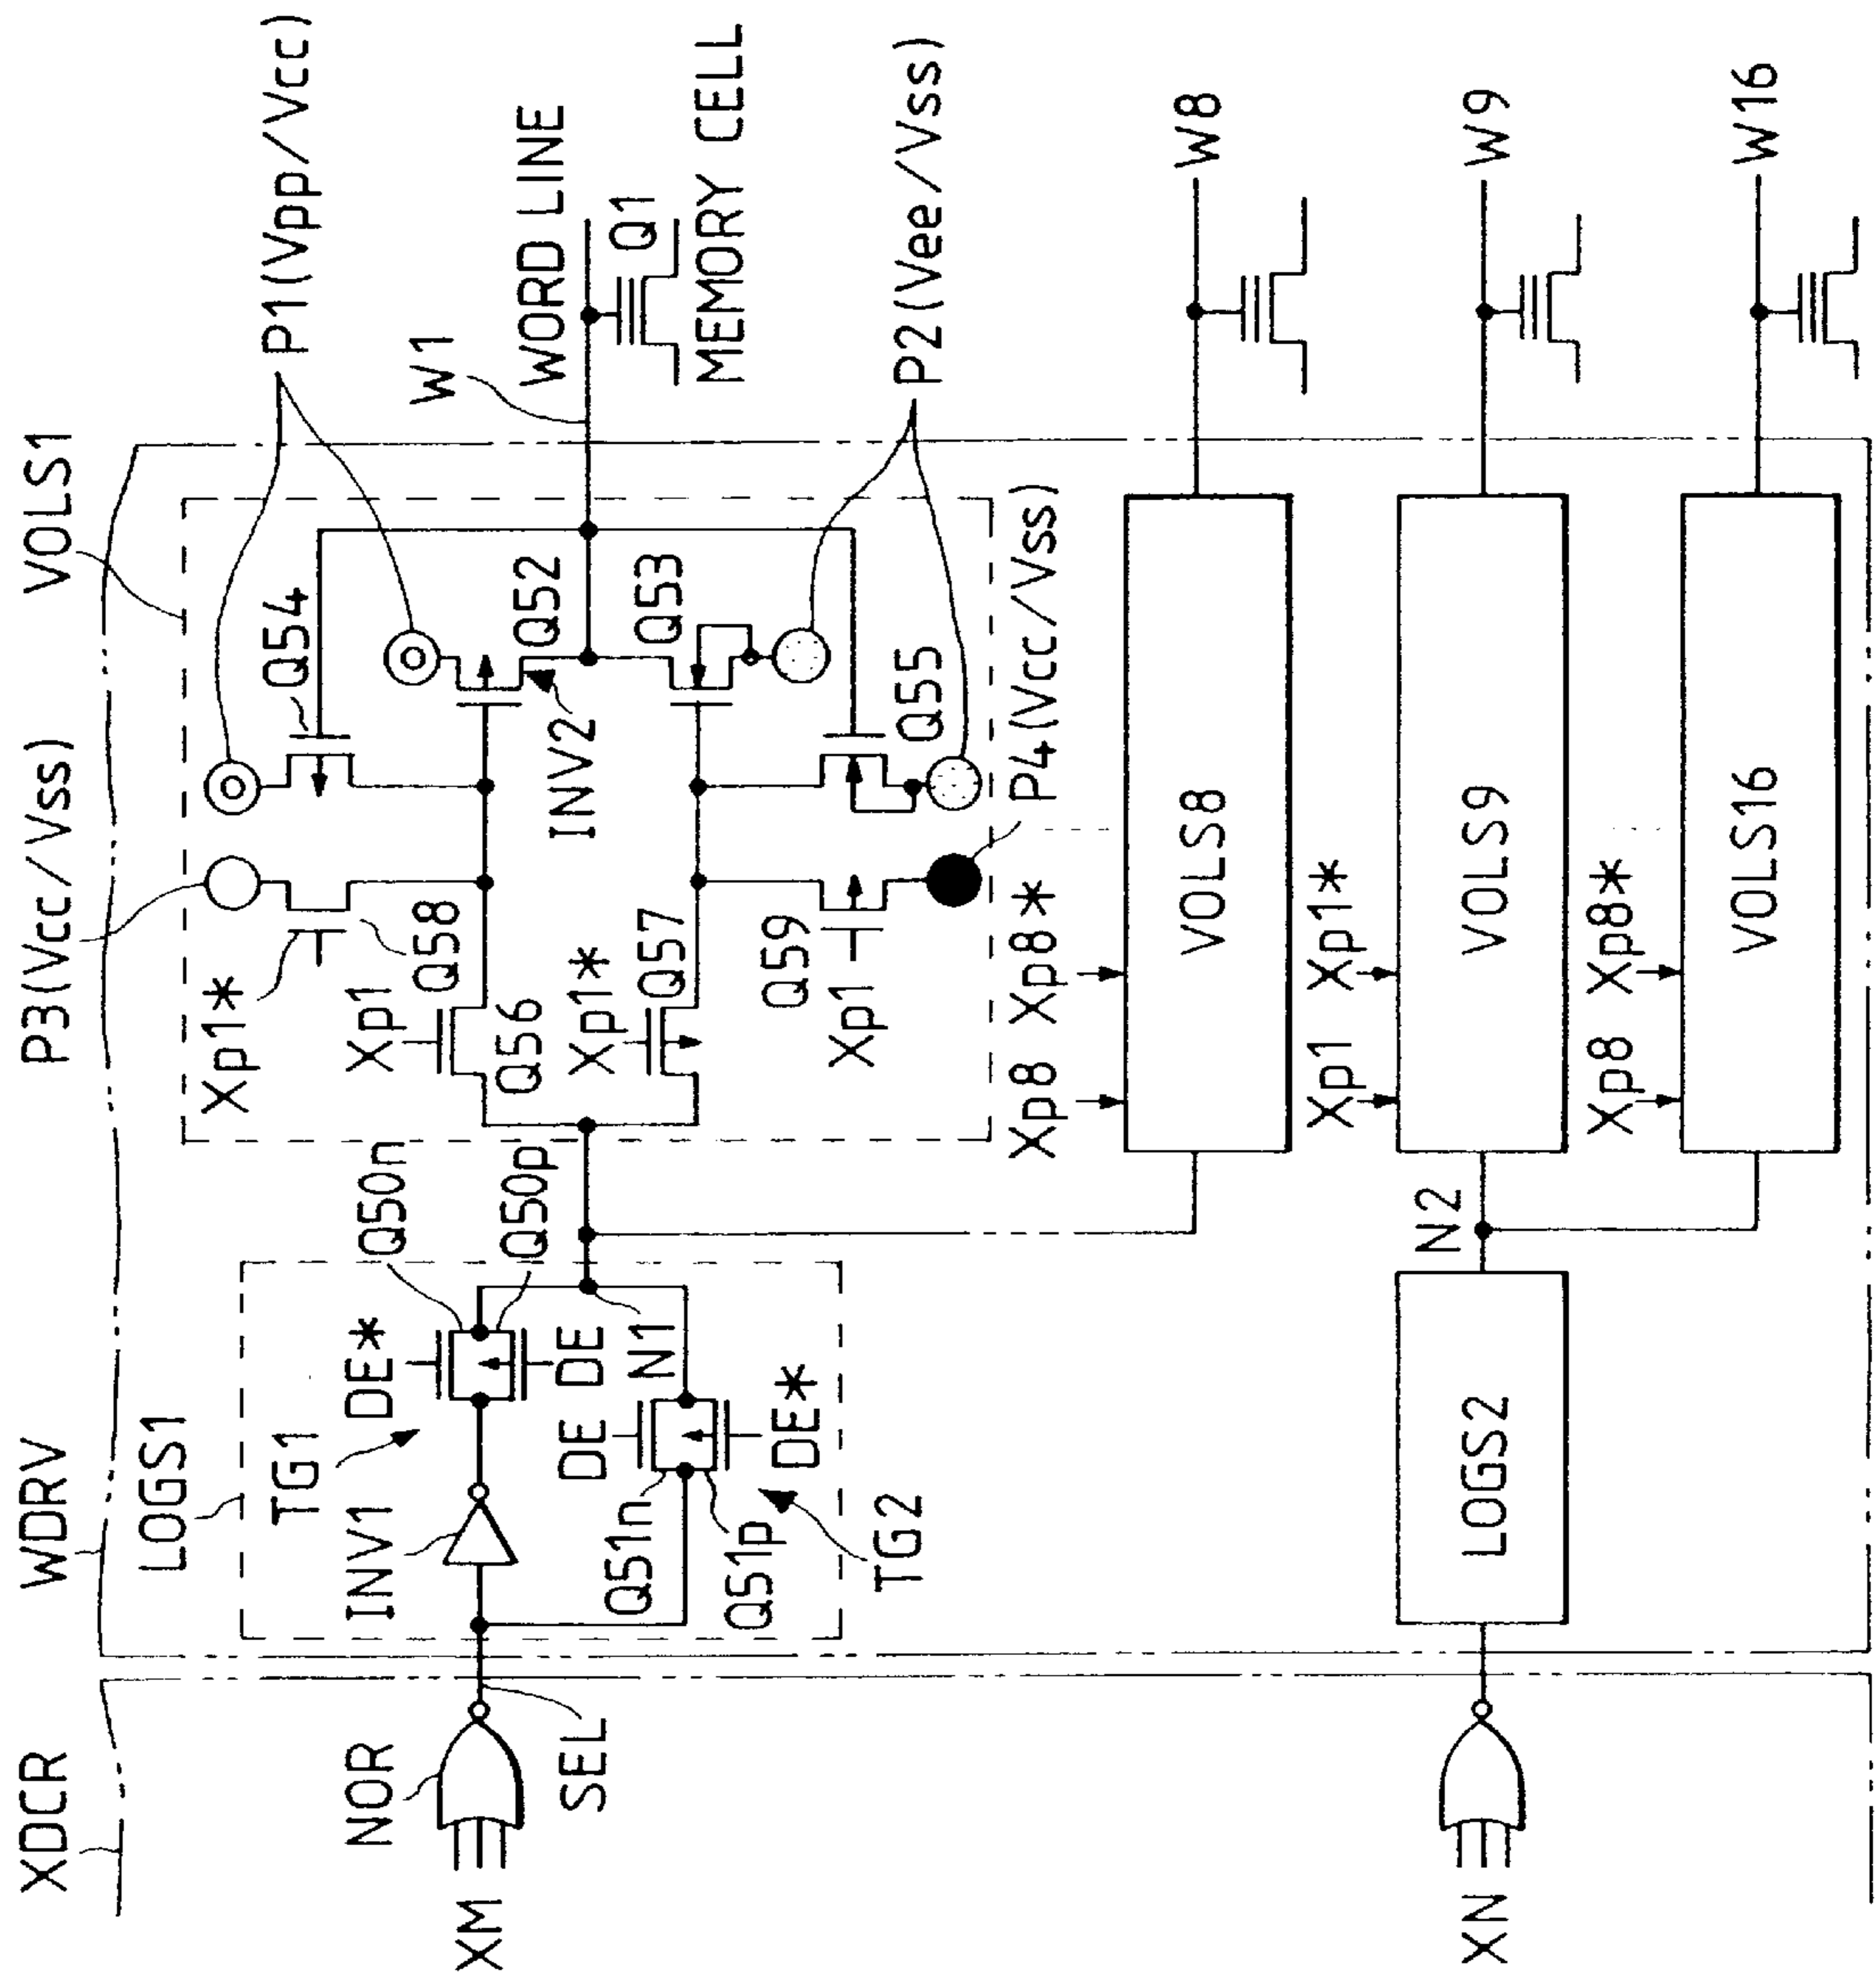 XDCR
WDRV
P3(Vcc/Vss)
VOLS1
LOGS1
Xp1*
Q54
P1(Vpp/Vcc)
TG1
NOR
INV1
DE*
Q50n
Xp1
Q58
W1
XM
SEL
DE
Q50p
Q56
INV2
Q52
WORD LINE
Q51n
DE
N1
Xp1*
Q57
Q53
Q1
Q51p
DE*
Q59
MEMORY CELL
TG2
Xp1
Q55
P2(Vee/Vss)
P4(Vcc/Vss)
Xp8 Xp8*
VOLS8
W8
Xp1 Xp1*
N2
XN
LOGS2
VOLS9
W9
Xp8 Xp8*
VOLS16
W16